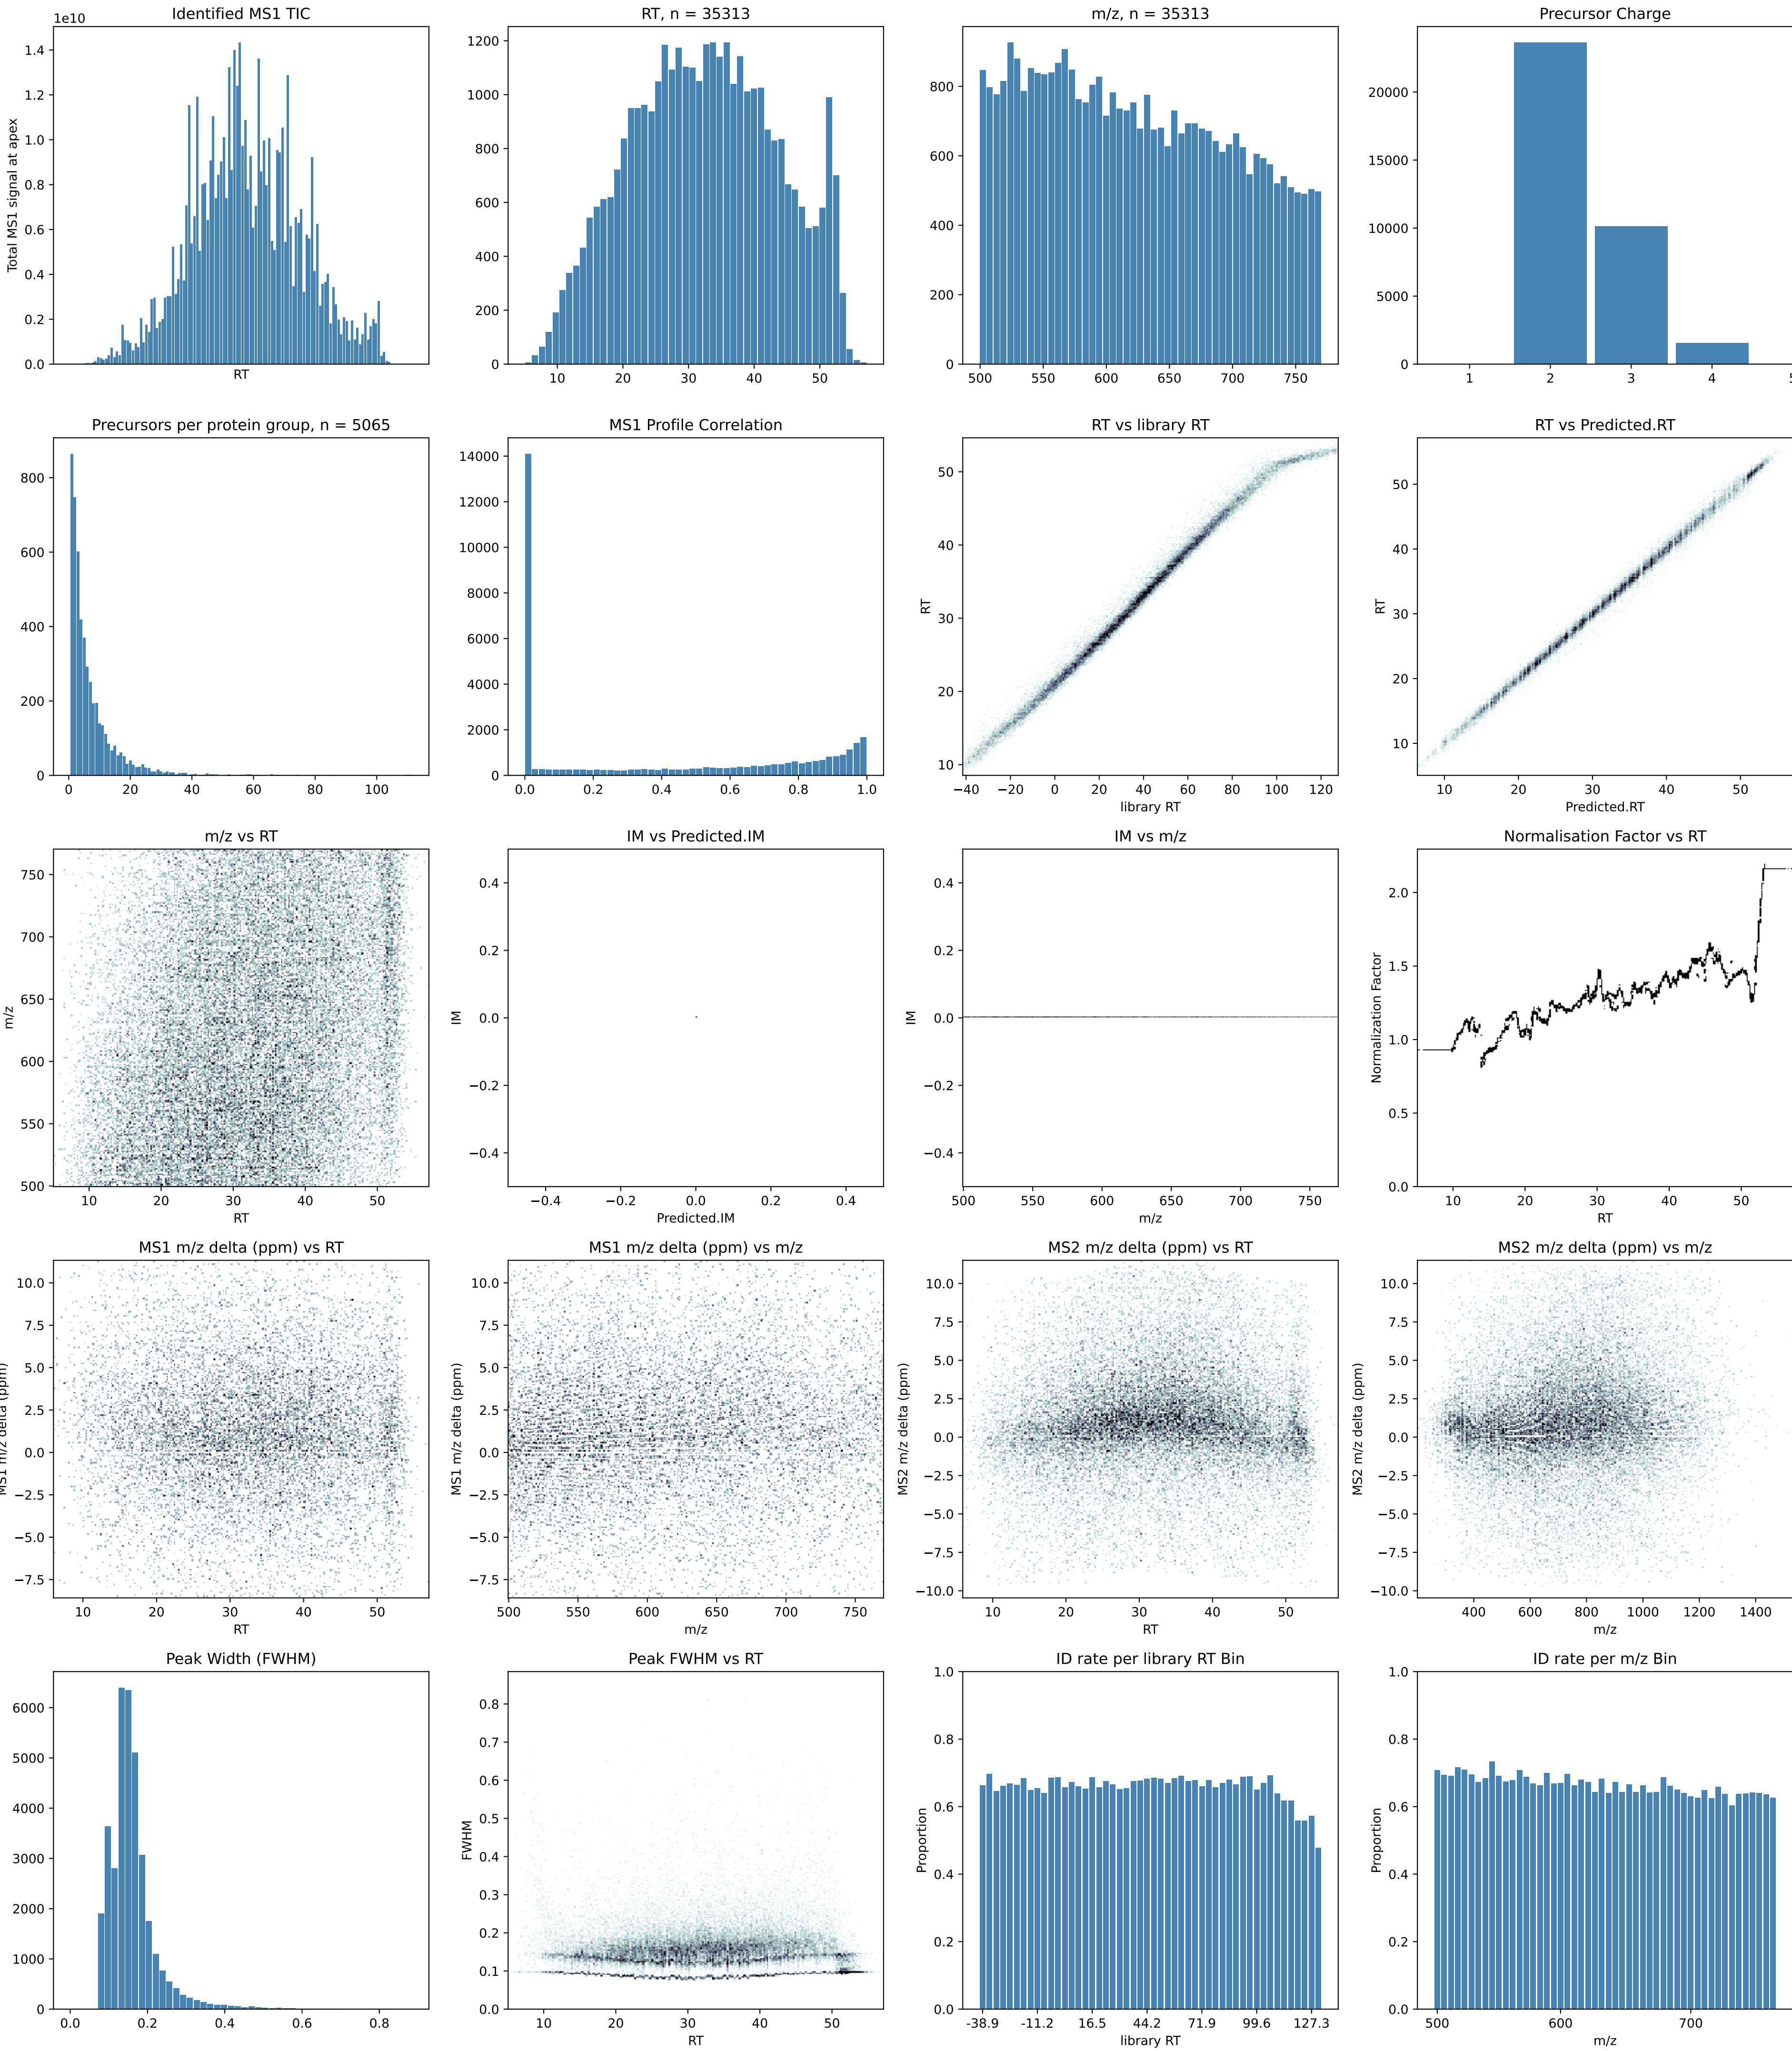 Identified MS1 TIC
1e10
Total MS1 signal at apex
1.4
1.2
1.0
0.8
0.6
0.4
0.2
0.0
RT
RT, n = 35313
1200
1000
800
600
400
200
0
10 20 30 40 50
m/z, n = 35313
800
600
400
200
0
500 550 600 650 700 750
Precursor Charge
20000
15000
10000
5000
0
1 2 3 4 5
Precursors per protein group, n = 5065
800
600
400
200
0
0 20 40 60 80 100
MS1 Profile Correlation
14000
12000
10000
8000
6000
4000
2000
0
0.0 0.2 0.4 0.6 0.8 1.0
RT vs library RT
RT
50
40
30
20
10
−40 −20 0 20 40 60 80 100 120
library RT
RT vs Predicted.RT
RT
50
40
30
20
10
10 20 30 40 50
Predicted.RT
m/z vs RT
m/z
750
700
650
600
550
500
10 20 30 40 50
RT
IM vs Predicted.IM
IM
0.4
0.2
0.0
−0.2
−0.4
−0.4 −0.2 0.0 0.2 0.4
Predicted.IM
IM vs m/z
IM
0.4
0.2
0.0
−0.2
−0.4
500 550 600 650 700 750
m/z
Normalisation Factor vs RT
Normalization Factor
2.0
1.5
1.0
0.5
0.0
10 20 30 40 50
RT
MS1 m/z delta (ppm) vs RT
MS1 m/z delta (ppm)
10.0
7.5
5.0
2.5
0.0
−2.5
−5.0
−7.5
10 20 30 40 50
RT
MS1 m/z delta (ppm) vs m/z
MS1 m/z delta (ppm)
10.0
7.5
5.0
2.5
0.0
−2.5
−5.0
−7.5
500 550 600 650 700 750
m/z
MS2 m/z delta (ppm) vs RT
MS2 m/z delta (ppm)
10.0
7.5
5.0
2.5
0.0
−2.5
−5.0
−7.5
−10.0
10 20 30 40 50
RT
MS2 m/z delta (ppm) vs m/z
MS2 m/z delta (ppm)
10.0
7.5
5.0
2.5
0.0
−2.5
−5.0
−7.5
−10.0
400 600 800 1000 1200 1400
m/z
Peak Width (FWHM)
6000
5000
4000
3000
2000
1000
0
0.0 0.2 0.4 0.6 0.8
Peak FWHM vs RT
FWHM
0.8
0.7
0.6
0.5
0.4
0.3
0.2
0.1
0.0
10 20 30 40 50
RT
ID rate per library RT Bin
Proportion
1.0
0.8
0.6
0.4
0.2
0.0
-38.9 -11.2 16.5 44.2 71.9 99.6 127.3
library RT
ID rate per m/z Bin
Proportion
1.0
0.8
0.6
0.4
0.2
0.0
500 600 700
m/z